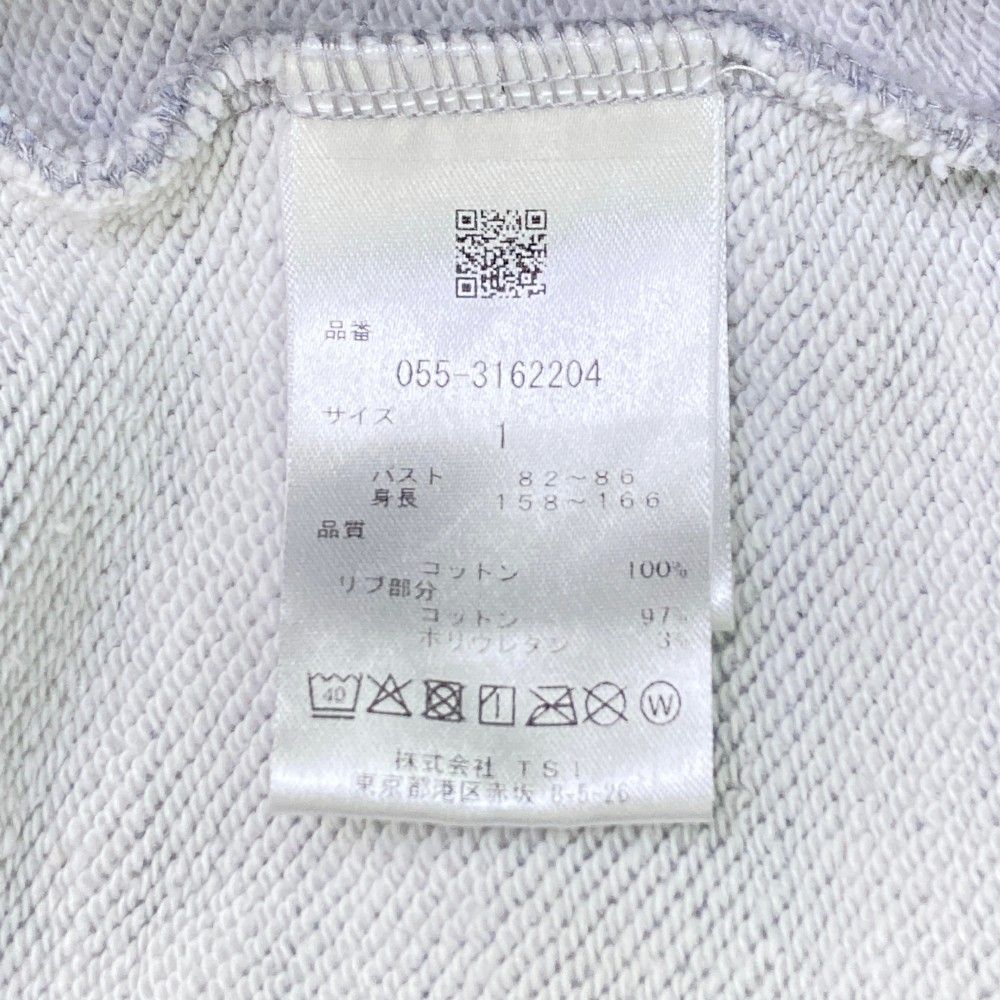 品番
055-3162204
サイズ
1
バスト 82～86
身長 158～166
品質
コットン 100%
リブ部分
コットン 97%
ポリウレタン 3%
40
W
株式会社 TSI
東京都港区赤坂 8-5-26